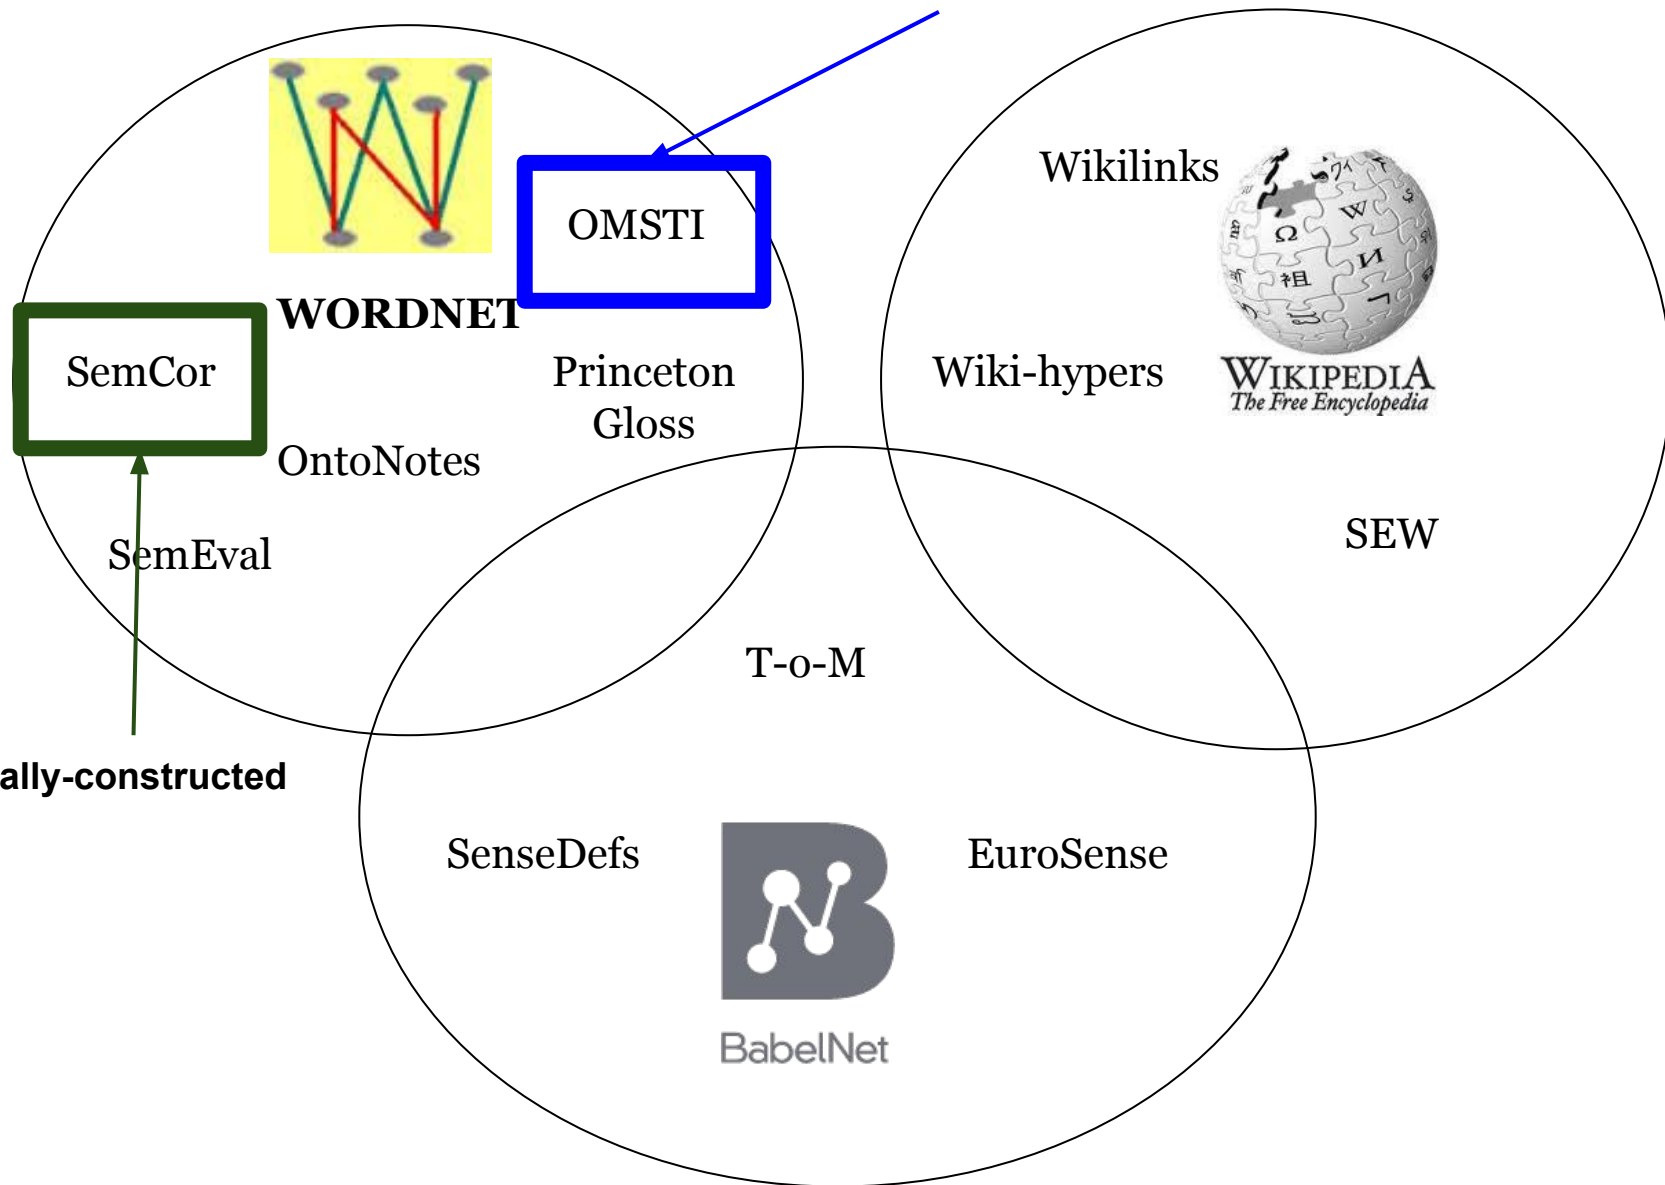 Wikilinks
OMSTI
WORDNET
SemCor
Princeton
Gloss
Wiki-hypers
WIKIPEDIA
The Free Encyclopedia
OntoNotes
SEW
SemEval
T-o-M
ally-constructed
SenseDefs
EuroSense
BabelNet